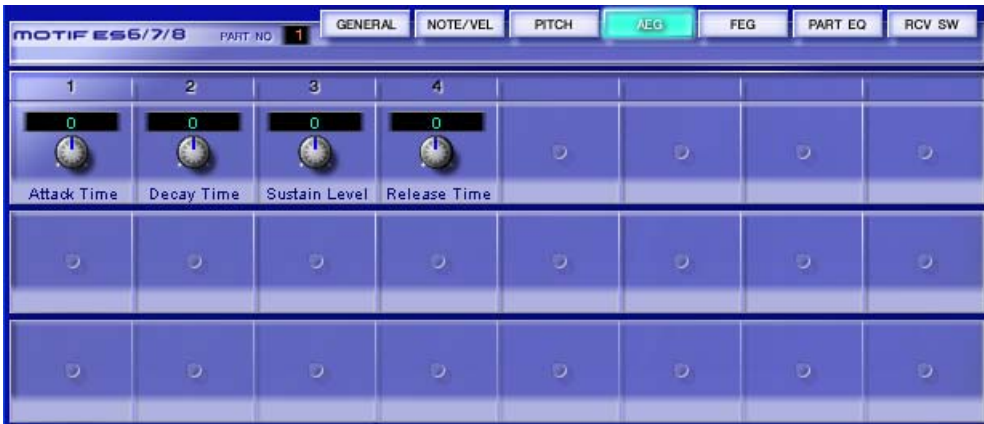 MOTIF ES6/7/8 PART NO 1 GENERAL NOTE/VEL PITCH AEG FEG PART EQ RCV SW
1 2 3 4
0 0 0 0
Attack Time Decay Time Sustain Level Release Time